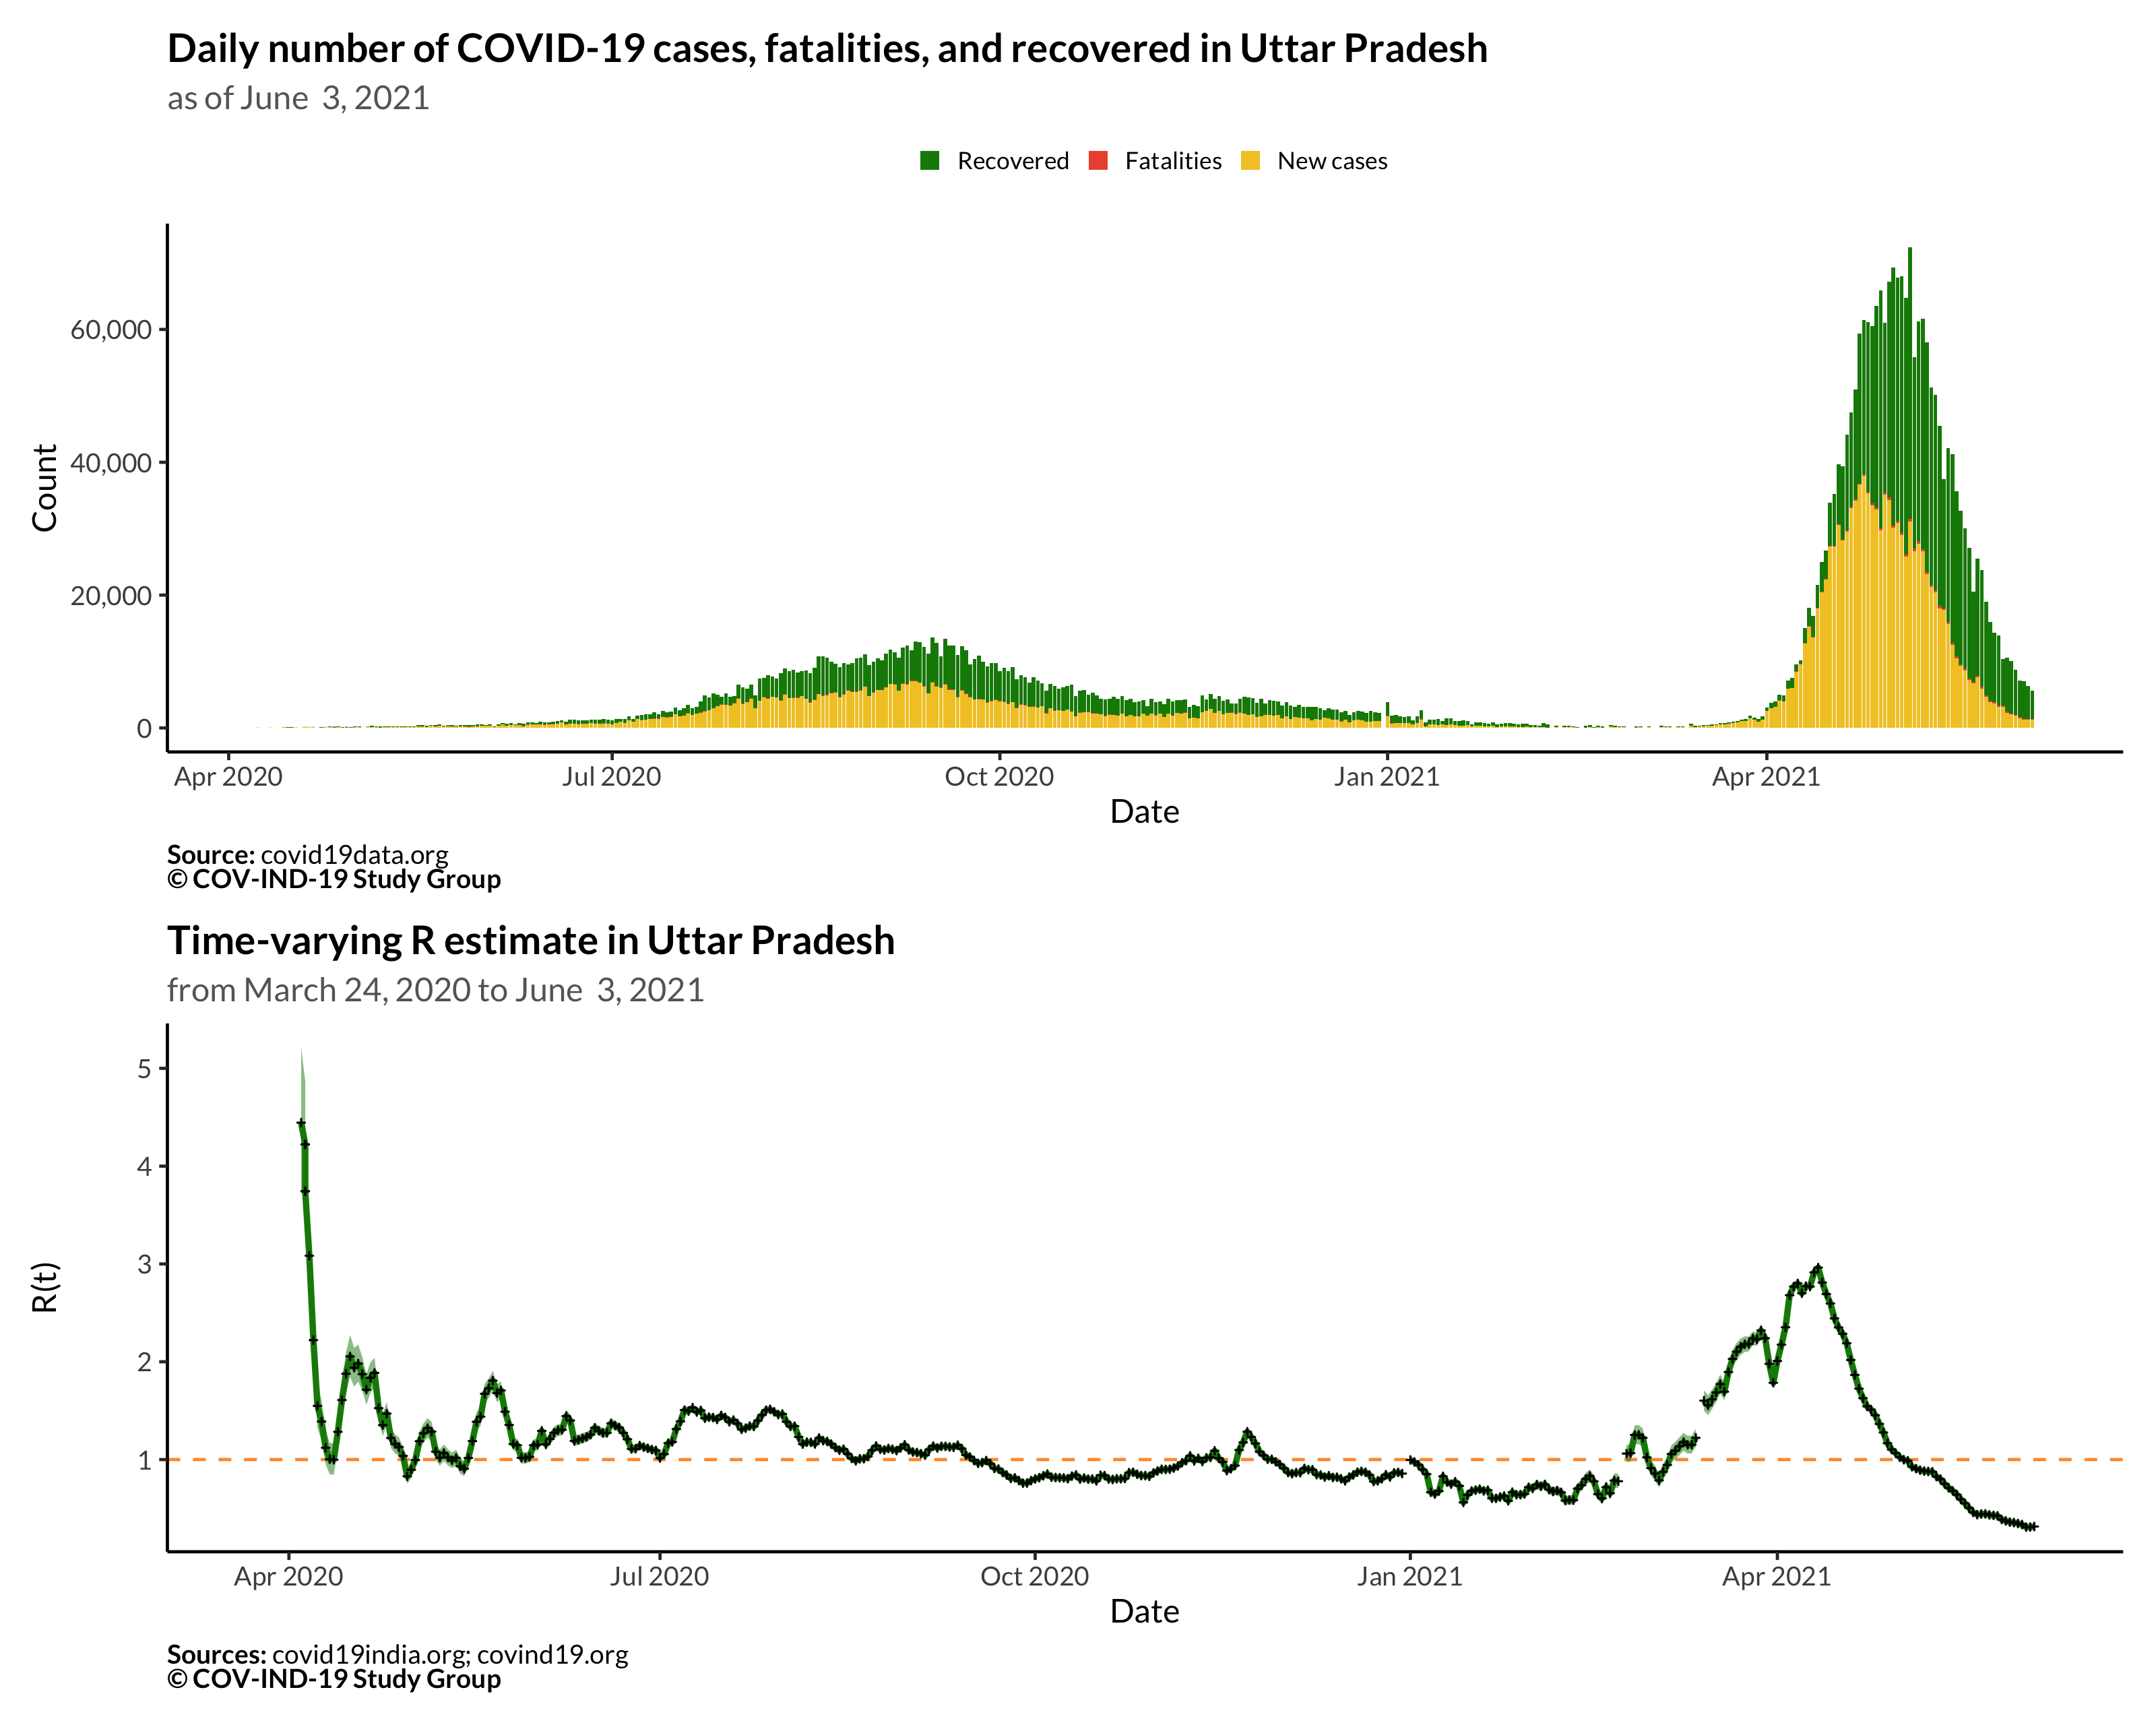 Daily number of COVID-19 cases, fatalities, and recovered in Uttar Pradesh
as of June  3, 2021
Recovered Fatalities New cases
60,000
40,000
20,000
0
Count
Apr 2020 Jul 2020 Oct 2020 Jan 2021 Apr 2021
Date
Source: covid19data.org
© COV-IND-19 Study Group
Time-varying R estimate in Uttar Pradesh
from March 24, 2020 to June  3, 2021
5
4
3
2
1
R(t)
Apr 2020 Jul 2020 Oct 2020 Jan 2021 Apr 2021
Date
Sources: covid19india.org; covind19.org
© COV-IND-19 Study Group